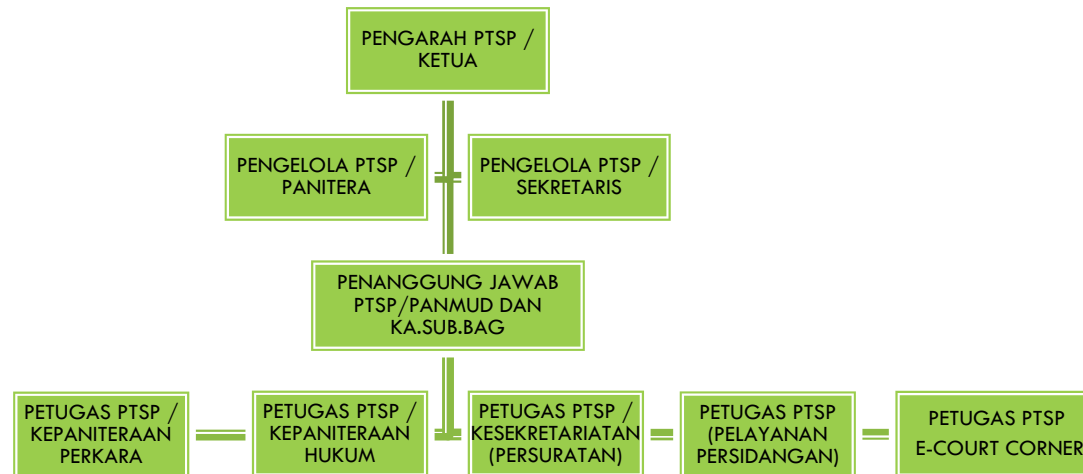 PENGARAH PTSP /
KETUA
PENGELOLA PTSP /
PANITERA
PENGELOLA PTSP /
SEKRETARIS
PENANGGUNG JAWAB
PTSP/PANMUD DAN
KA.SUB.BAG
PETUGAS PTSP /
KEPANITERAAN
PERKARA
PETUGAS PTSP /
KEPANITERAAN
HUKUM
PETUGAS PTSP /
KESEKRETARIATAN
(PERSURATAN)
PETUGAS PTSP
(PELAYANAN
PERSIDANGAN)
PETUGAS PTSP
E-COURT CORNER